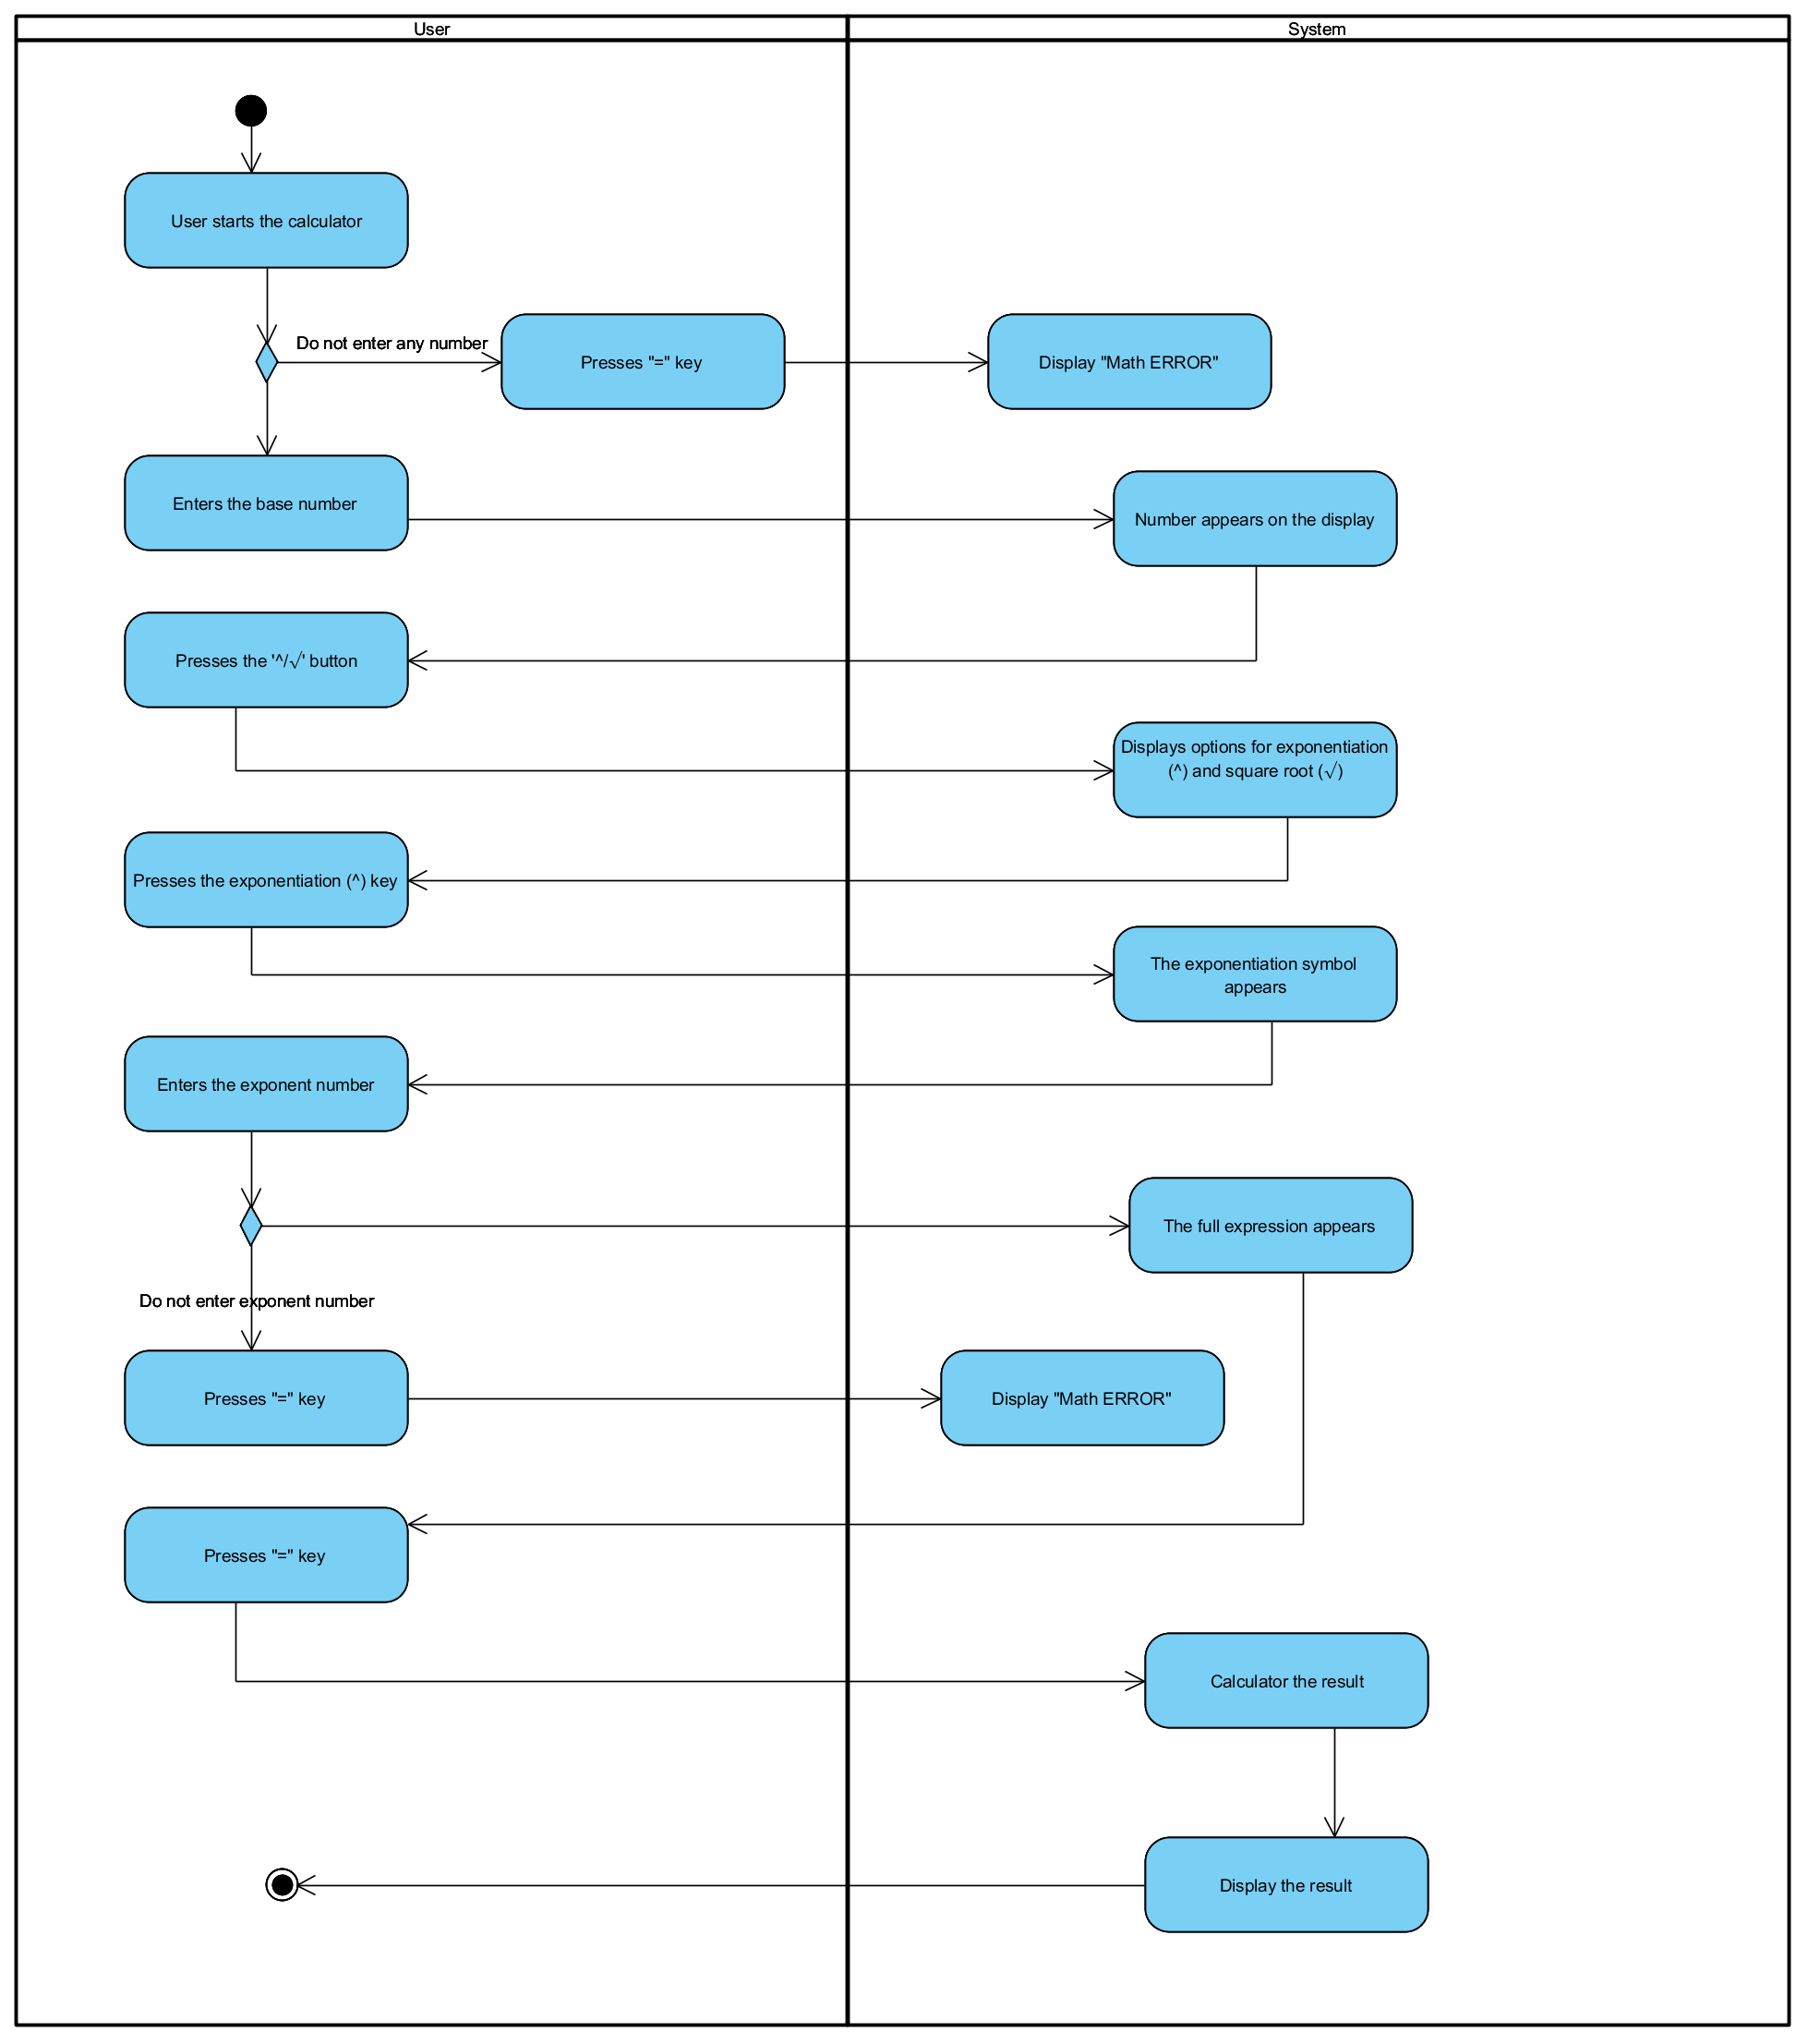 User
System
User starts the calculator
Do not enter any number
Presses "=" key
Display "Math ERROR"
Enters the base number
Number appears on the display
Presses the '^/√' button
Displays options for exponentiation
(^) and square root (√)
Presses the exponentiation (^) key
The exponentiation symbol
appears
Enters the exponent number
The full expression appears
Do not enter exponent number
Presses "=" key
Display "Math ERROR"
Presses "=" key
Calculator the result
Display the result